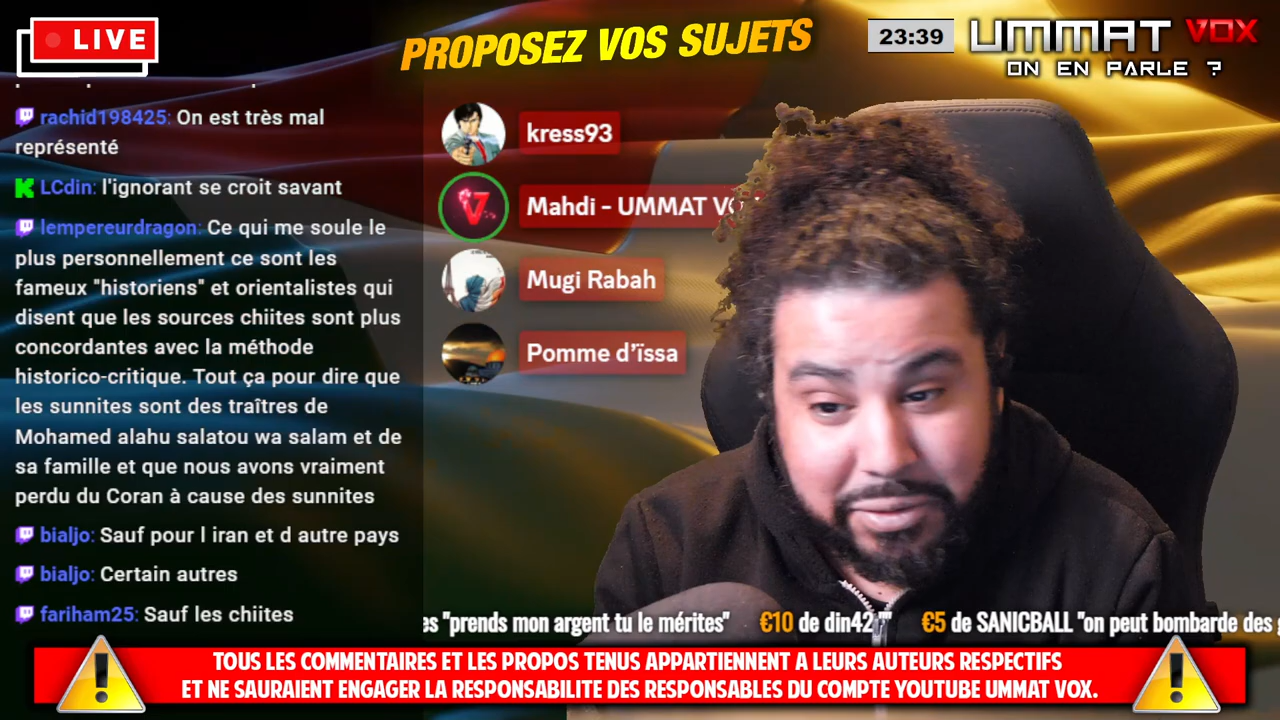 LIVE
PROPOSEZ VOS SUJETS
23:39
UMMAT VOX
ON EN PARLE ?
rachid198425: On est très mal
représenté
LCdin: l'ignorant se croit savant
lempereurdragon: Ce qui me soule le
plus personnellement ce sont les
fameux "historiens" et orientalistes qui
disent que les sources chiites sont plus
concordantes avec la méthode
historico-critique. Tout ça pour dire que
les sunnites sont des traîtres de
Mohamed alahu salatou wa salam et de
sa famille et que nous avons vraiment
perdu du Coran à cause des sunnites
bialjo: Sauf pour l iran et d autre pays
bialjo: Certain autres
fariham25: Sauf les chiites
kress93
Mahdi - UMMAT VO
Mugi Rabah
Pomme d'ïssa
es "prends mon argent tu le mérites" €10 de din42 "" €5 de SANICBALL "on peut bombarde des
TOUS LES COMMENTAIRES ET LES PROPOS TENUS APPARTIENNENT A LEURS AUTEURS RESPECTIFS
ET NE SAURAIENT ENGAGER LA RESPONSABILITE DES RESPONSABLES DU COMPTE YOUTUBE UMMAT VOX.